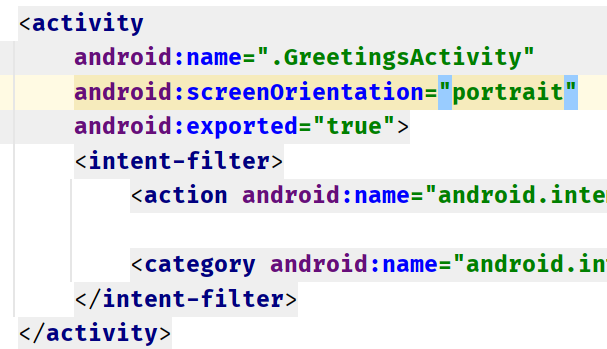 <activity
android:name=".GreetingsActivity"
android:screenOrientation="portrait"
android:exported="true">
<intent-filter>
<action android:name="android.inte
<category android:name="android.in
</intent-filter>
</activity>